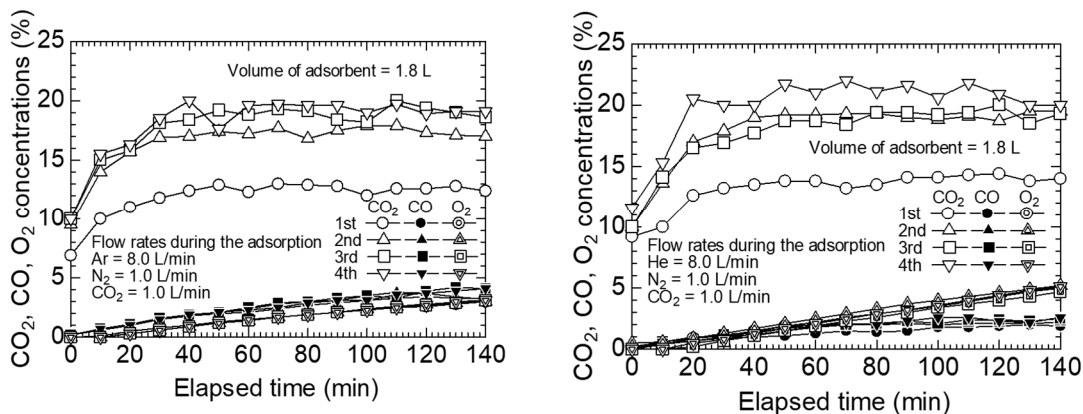 CO₂, CO, O₂ concentrations (%)
25
20
15
10
5
0
Volume of adsorbent = 1.8 L
CO₂ CO O₂
1st
2nd
3rd
4th
Flow rates during the adsorption
Ar = 8.0 L/min
N₂ = 1.0 L/min
CO₂ = 1.0 L/min
0 20 40 60 80 100 120 140
Elapsed time (min)
CO₂, CO, O₂ concentrations (%)
25
20
15
10
5
0
Volume of adsorbent = 1.8 L
CO₂ CO O₂
1st
2nd
3rd
4th
Flow rates during the adsorption
He = 8.0 L/min
N₂ = 1.0 L/min
CO₂ = 1.0 L/min
0 20 40 60 80 100 120 140
Elapsed time (min)